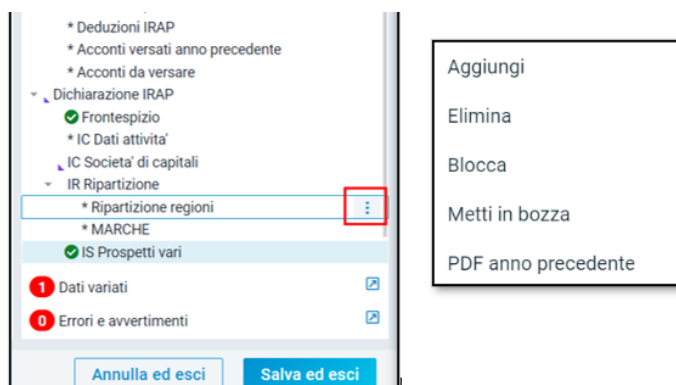 * Deduzioni IRAP
* Acconti versati anno precedente
* Acconti da versare
Dichiarazione IRAP
Frontespizio
* IC Dati attivita'
IC Societa' di capitali
IR Ripartizione
* Ripartizione regioni
* MARCHE
IS Prospetti vari
1 Dati variati
0 Errori e avvertimenti
Annulla ed esci
Salva ed esci
Aggiungi
Elimina
Blocca
Metti in bozza
PDF anno precedente